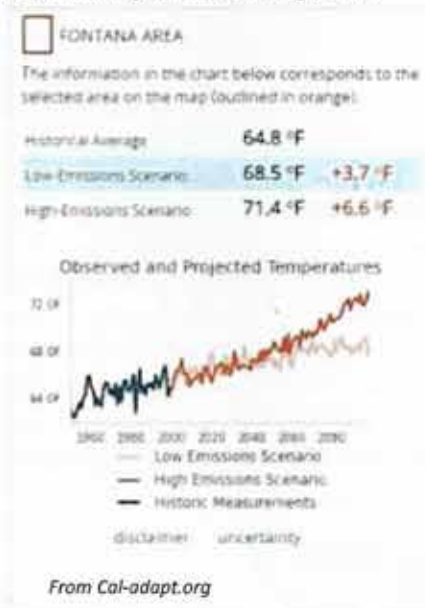 FONTANA AREA
The information in the chart below corresponds to the
selected area on the map (outlined in orange).
Historical Average 64.8 °F
Low-Emissions Scenario 68.5 °F +3.7 °F
High-Emissions Scenario 71.4 °F +6.6 °F
Observed and Projected Temperatures
72 OF
68 OF
64 OF
1960 1980 2000 2020 2040 2060 2080
Low Emissions Scenario
High Emissions Scenario
Historic Measurements
disclaimer uncertainty
From Cal-adapt.org